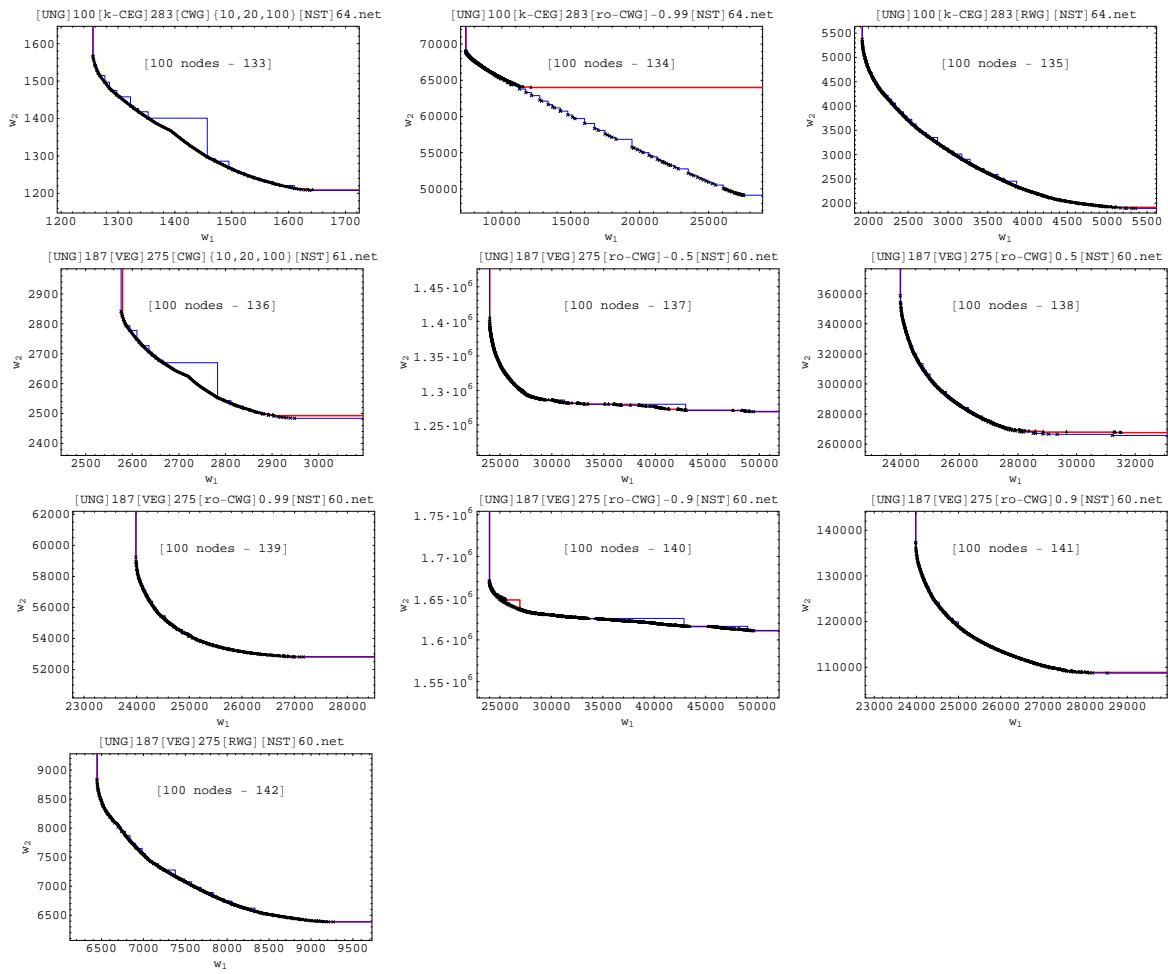 [UNG]100[k-CEG]283[CWG]{10,20,100}[NST]64.net
[100 nodes - 133]
w2
1600
1500
1400
1300
1200
1200 1300 1400 1500 1600 1700
w1
[UNG]100[k-CEG]283[ro-CWG]-0.99[NST]64.net
[100 nodes - 134]
w2
70000
65000
60000
55000
50000
10000 15000 20000 25000
w1
[UNG]100[k-CEG]283[RWG][NST]64.net
[100 nodes - 135]
w2
5500
5000
4500
4000
3500
3000
2500
2000
2000 2500 3000 3500 4000 4500 5000 5500
w1
[UNG]187[VEG]275[CWG]{10,20,100}[NST]61.net
[100 nodes - 136]
w2
2900
2800
2700
2600
2500
2400
2500 2600 2700 2800 2900 3000
w1
[UNG]187[VEG]275[ro-CWG]-0.5[NST]60.net
[100 nodes - 137]
w2
1.45·10^6
1.4·10^6
1.35·10^6
1.3·10^6
1.25·10^6
25000 30000 35000 40000 45000 50000
w1
[UNG]187[VEG]275[ro-CWG]0.5[NST]60.net
[100 nodes - 138]
w2
360000
340000
320000
300000
280000
260000
24000 26000 28000 30000 32000
w1
[UNG]187[VEG]275[ro-CWG]0.99[NST]60.net
[100 nodes - 139]
w2
62000
60000
58000
56000
54000
52000
23000 24000 25000 26000 27000 28000
w1
[UNG]187[VEG]275[ro-CWG]-0.9[NST]60.net
[100 nodes - 140]
w2
1.75·10^6
1.7·10^6
1.65·10^6
1.6·10^6
1.55·10^6
25000 30000 35000 40000 45000 50000
w1
[UNG]187[VEG]275[ro-CWG]0.9[NST]60.net
[100 nodes - 141]
w2
140000
130000
120000
110000
23000 24000 25000 26000 27000 28000 29000
w1
[UNG]187[VEG]275[RWG][NST]60.net
[100 nodes - 142]
w2
9000
8500
8000
7500
7000
6500
6500 7000 7500 8000 8500 9000 9500
w1